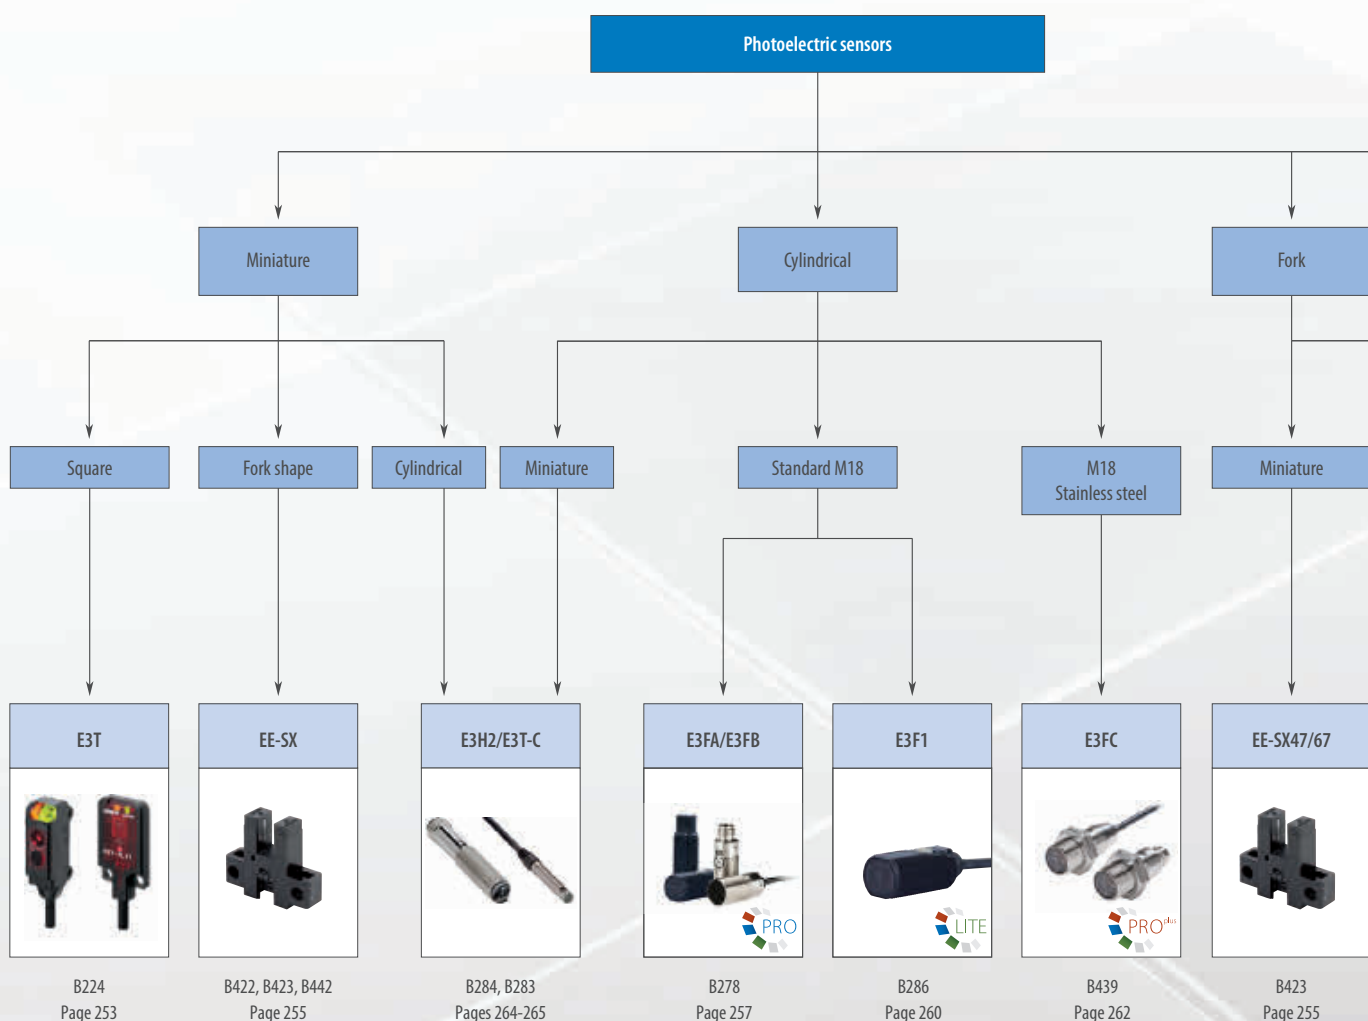 Photoelectric sensors
Miniature
Cylindrical
Fork
Square
Fork shape
Cylindrical
Miniature
Standard M18
M18
Stainless steel
Miniature
E3T
EE-SX
E3H2/E3T-C
E3FA/E3FB
E3F1
E3FC
EE-SX47/67
PRO
LITE
PROplus
B224
Page 253
B422, B423, B442
Page 255
B284, B283
Pages 264-265
B278
Page 257
B286
Page 260
B439
Page 262
B423
Page 255